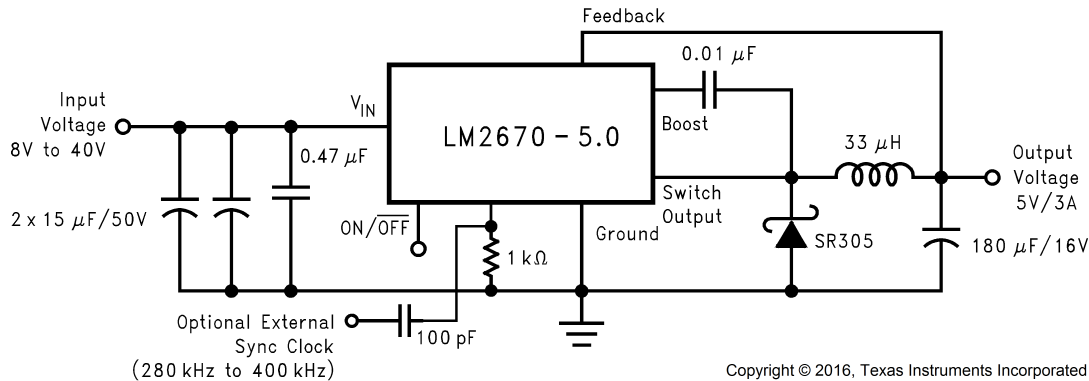 Feedback
0.01 μF
Input
Voltage
8V to 40V
VIN
LM2670 - 5.0
Boost
0.47 μF
33 μH
Output
Voltage
5V/3A
Switch
Output
2 x 15 μF/50V
ON/O̅F̅F̅
Ground
SR305
180 μF/16V
1 kΩ
Optional External
Sync Clock
(280 kHz to 400 kHz)
100 pF
Copyright © 2016, Texas Instruments Incorporated